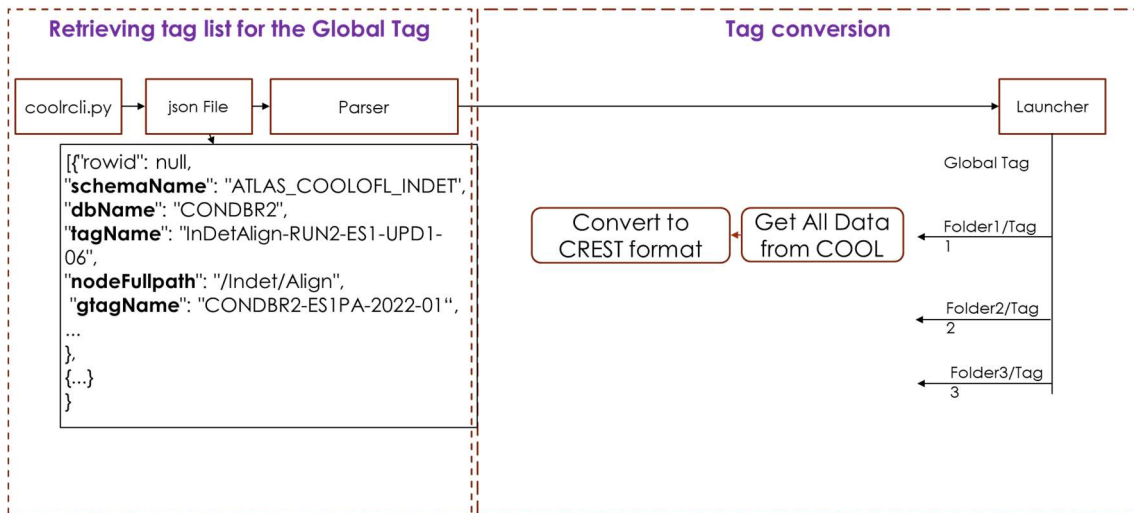 Retrieving tag list for the Global Tag
Tag conversion
coolrcli.py
json File
Parser
Launcher
[{"rowid": null,
"schemaName": "ATLAS_COOLOFL_INDET",
"dbName": "CONDBR2",
"tagName": "InDetAlign-RUN2-ES1-UPD1-
06",
"nodeFullpath": "/Indet/Align",
"gtagName": "CONDBR2-ES1PA-2022-01“,
...
},
{...}
}
Global Tag
Convert to
CREST format
Get All Data
from COOL
Folder1/Tag
1
Folder2/Tag
2
Folder3/Tag
3